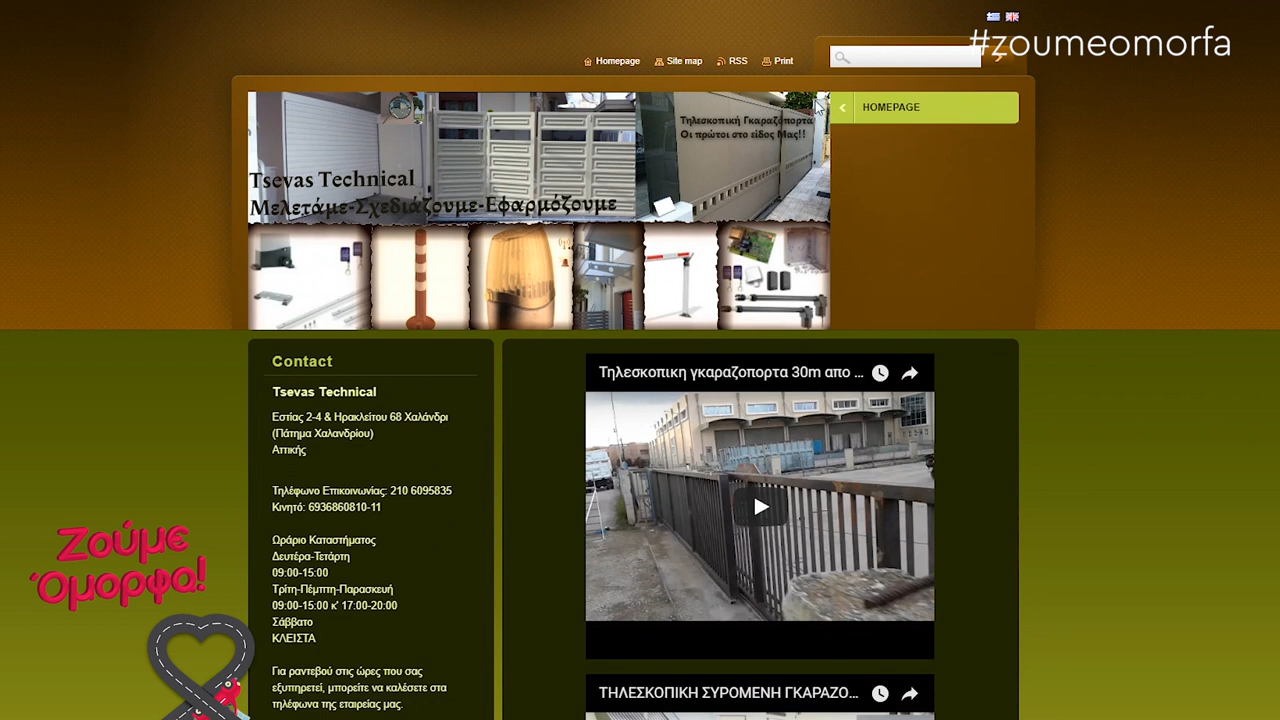 #zoumeomorfa
Homepage
Site map
RSS
Print
HOMEPAGE
Τηλεσκοπική Γκαραζόπορτα
Οι πρώτοι στο είδος Μας!!
Tsevas Technical
Μελετάμε-Σχεδιάζουμε-Εφαρμόζουμε
Contact
Tsevas Technical
Εστίας 2-4 & Ηρακλείτου 68 Χαλάνδρι
(Πάτημα Χαλανδρίου)
Αττικής
Τηλέφωνο Επικοινωνίας: 210 6095835
Κινητό: 6936860810-11
Ωράριο Καταστήματος
Δευτέρα-Τετάρτη
09:00-15:00
Τρίτη-Πέμπτη-Παρασκευή
09:00-15:00 κ' 17:00-20:00
Σάββατο
ΚΛΕΙΣΤΑ
Για ραντεβού στις ώρες που σας
εξυπηρετεί, μπορείτε να καλέσετε στα
τηλέφωνα της εταιρείας μας.
Τηλεσκοπικη γκαραζοπορτα 30m απο ...
ΤΗΛΕΣΚΟΠΙΚΗ ΣΥΡΟΜΕΝΗ ΓΚΑΡΑΖΟ...
Ζούμε
Όμορφα!